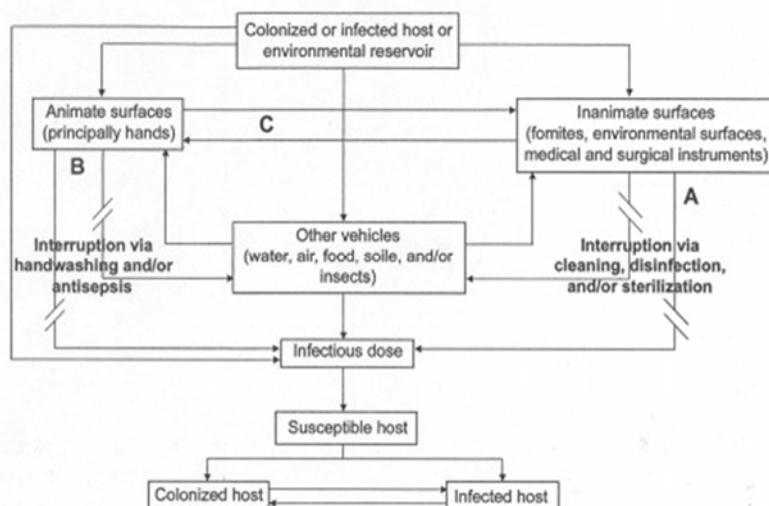 Colonized or infected host or
environmental reservoir
Animate surfaces
(principally hands)
C
Inanimate surfaces
(fomites, environmental surfaces,
medical and surgical instruments)
B
A
Other vehicles
(water, air, food, soile, and/or
insects)
Interruption via
handwashing and/or
antisepsis
Interruption via
cleaning, disinfection,
and/or sterilization
Infectious dose
Susceptible host
Colonized host
Infected host